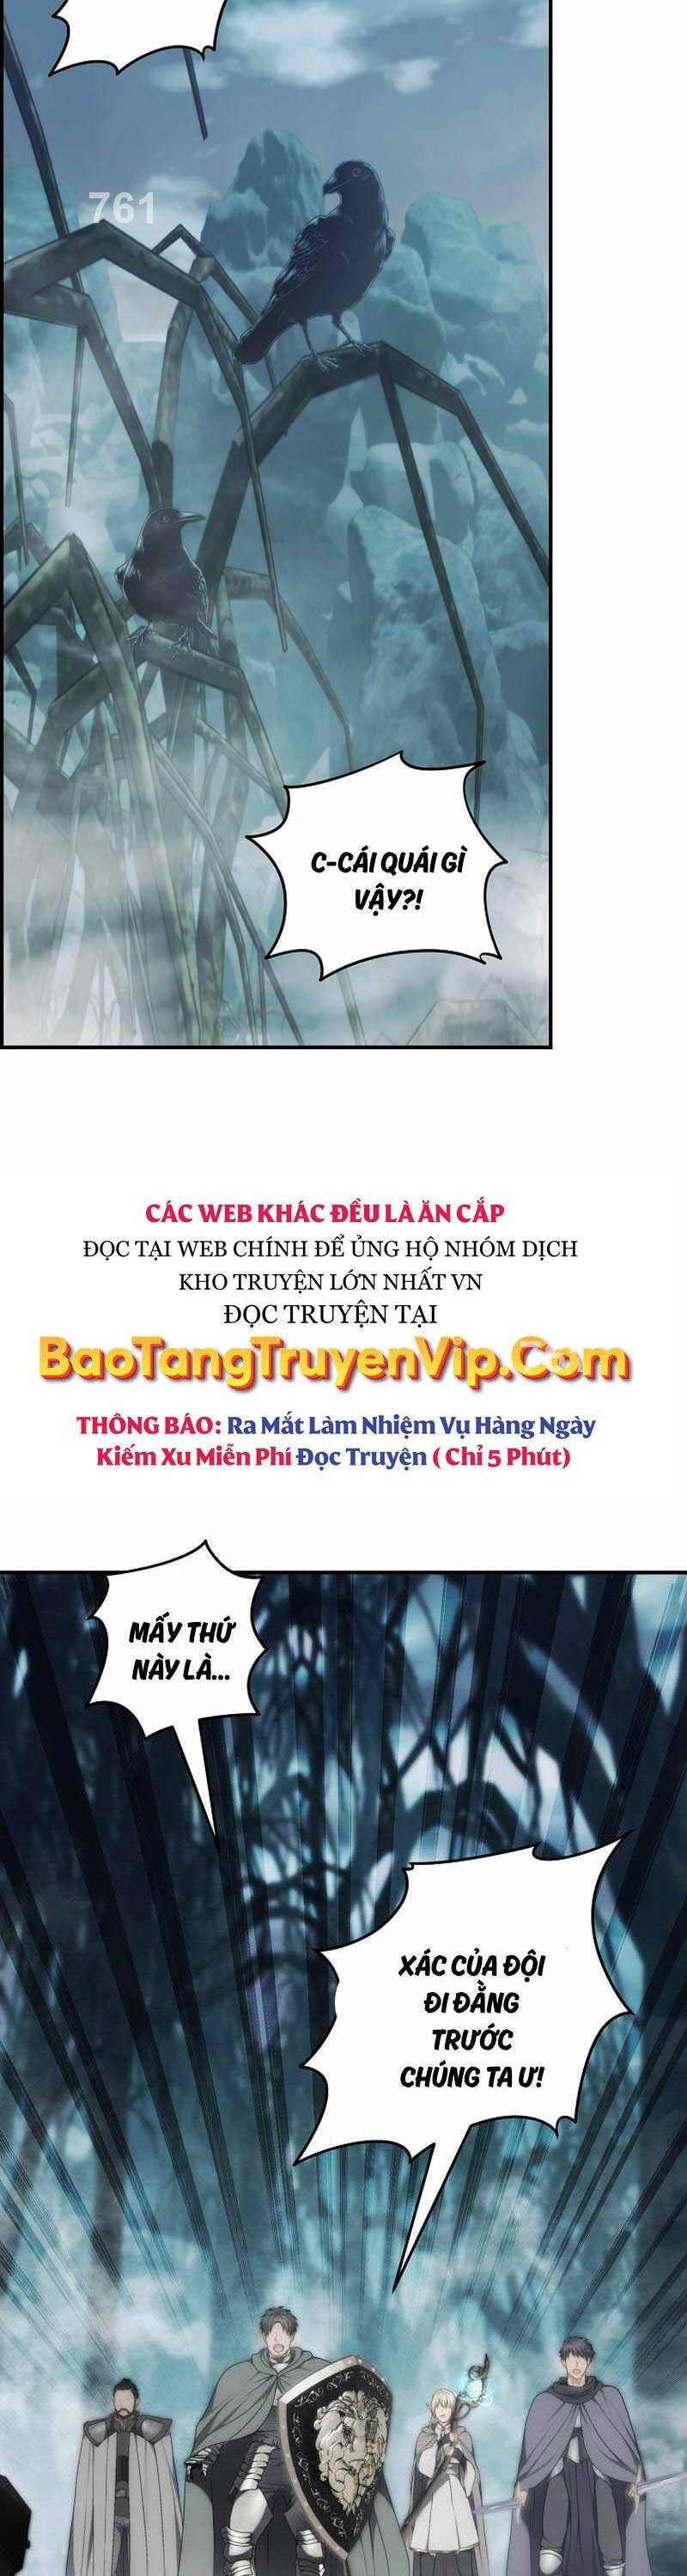 761
C-CÁI QUÁI GÌ
VẬY?!
CÁC WEB KHÁC ĐỀU LÀ ĂN CẮP
ĐỌC TẠI WEB CHÍNH ĐỂ ỦNG HỘ NHÓM DỊCH
KHO TRUYỆN LỚN NHẤT VN
ĐỌC TRUYỆN TẠI
BaoTangTruyenVip.Com
THÔNG BÁO: Ra Mắt Làm Nhiệm Vụ Hàng Ngày
Kiếm Xu Miễn Phí Đọc Truyện ( Chỉ 5 Phút)
MẤY THỨ
NÀY LÀ...
XÁC CỦA ĐỘI
ĐI ĐẰNG
TRƯỚC
CHÚNG TA Ư!